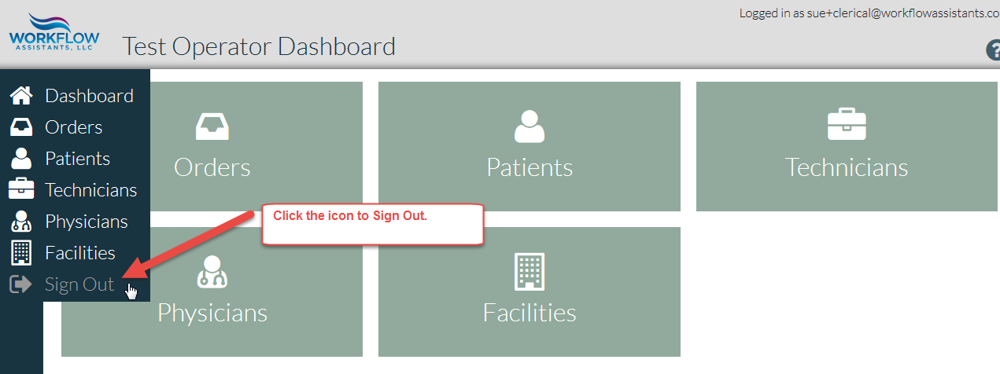 Logged in as sue+clerical@workflowassistants.co
WORKFLOW
ASSISTANTS, LLC
Test Operator Dashboard
?
Dashboard
Orders
Patients
Technicians
Physicians
Facilities
Sign Out
Orders
Patients
Technicians
Click the icon to Sign Out.
Physicians
Facilities